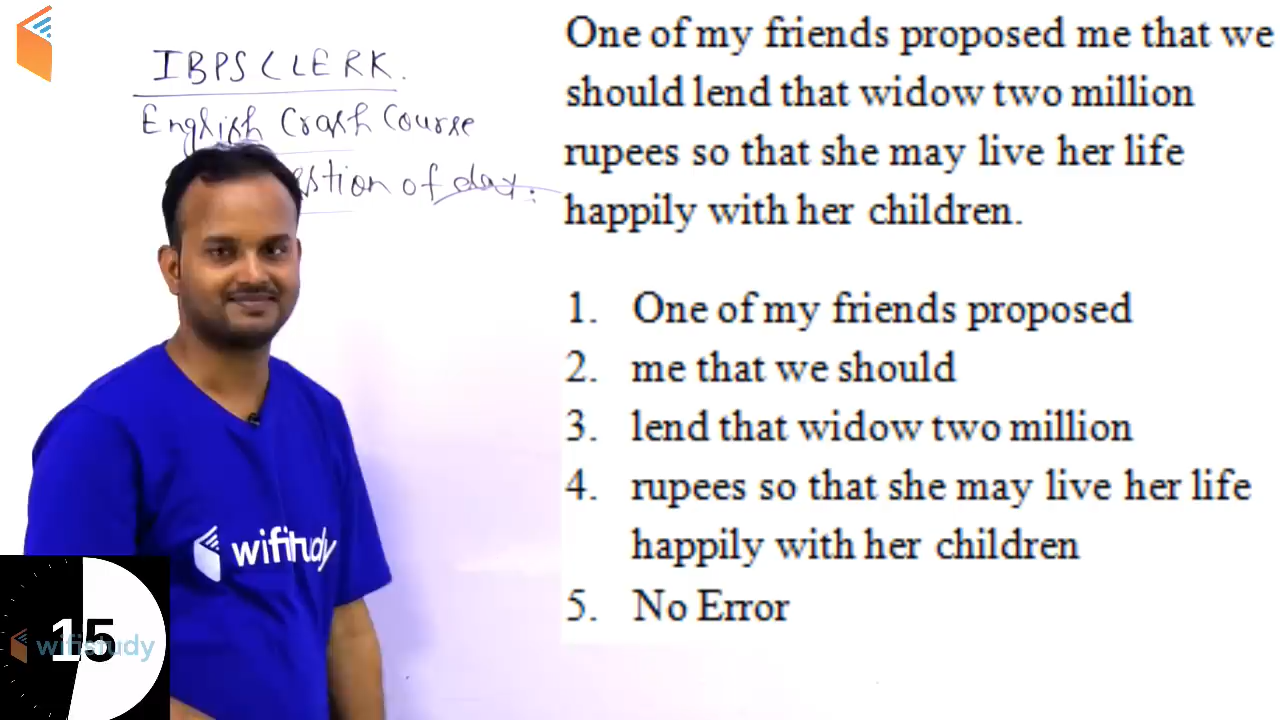 IBPS CLERK.
English Crash Course
of day.
One of my friends proposed me that we
should lend that widow two million
rupees so that she may live her life
happily with her children.
1. One of my friends proposed
2. me that we should
3. lend that widow two million
4. rupees so that she may live her life
happily with her children
5. No Error
wifistudy
15
wifistudy